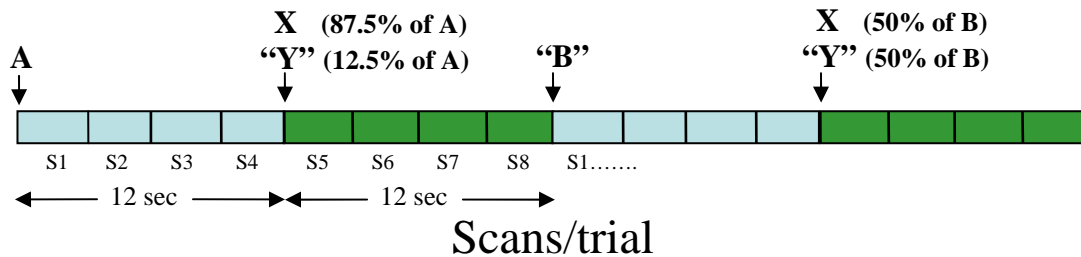 X (87.5% of A)
X (50% of B)
A
“Y” (12.5% of A)
“B”
“Y” (50% of B)
S1 S2 S3 S4 S5 S6 S7 S8 S1.......
12 sec 12 sec
Scans/trial